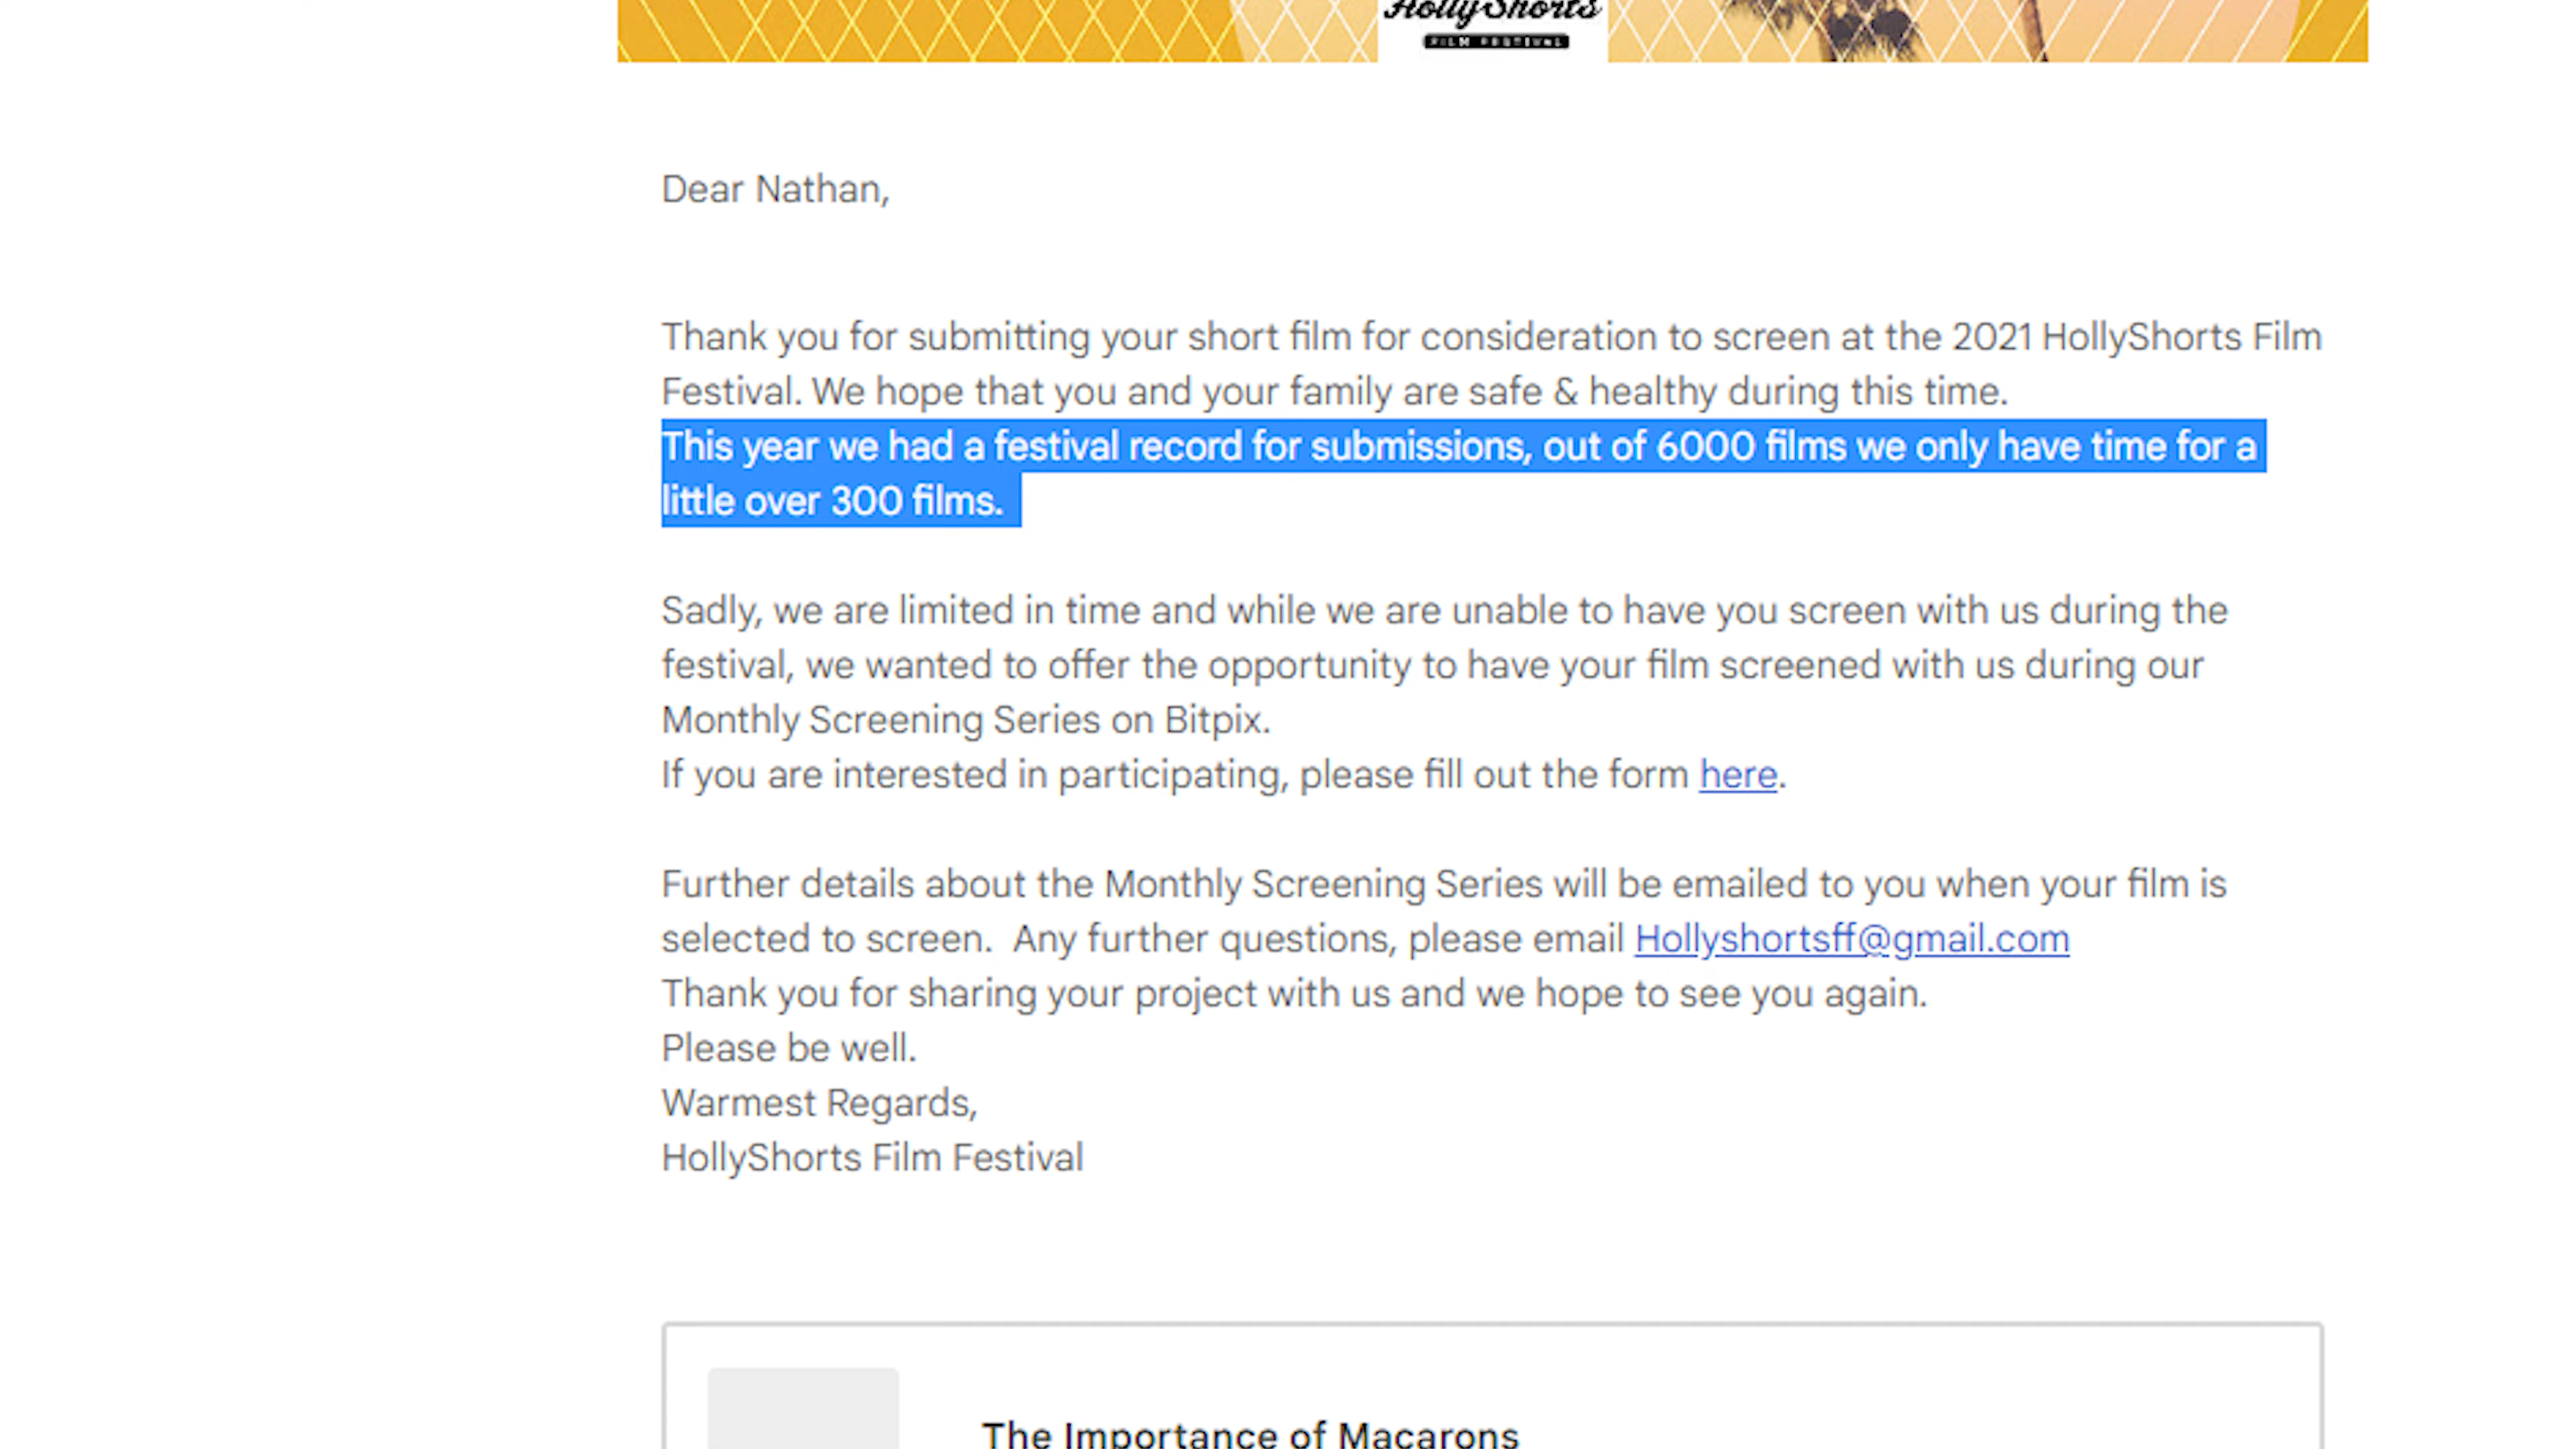 HollyShorts
FILM FESTIVAL
Dear Nathan,
Thank you for submitting your short film for consideration to screen at the 2021 HollyShorts Film
Festival. We hope that you and your family are safe & healthy during this time.
This year we had a festival record for submissions, out of 6000 films we only have time for a
little over 300 films.
Sadly, we are limited in time and while we are unable to have you screen with us during the
festival, we wanted to offer the opportunity to have your film screened with us during our
Monthly Screening Series on Bitpix.
If you are interested in participating, please fill out the form here.
Further details about the Monthly Screening Series will be emailed to you when your film is
selected to screen.  Any further questions, please email Hollyshortsff@gmail.com
Thank you for sharing your project with us and we hope to see you again.
Please be well.
Warmest Regards,
HollyShorts Film Festival
The Importance of Macarons